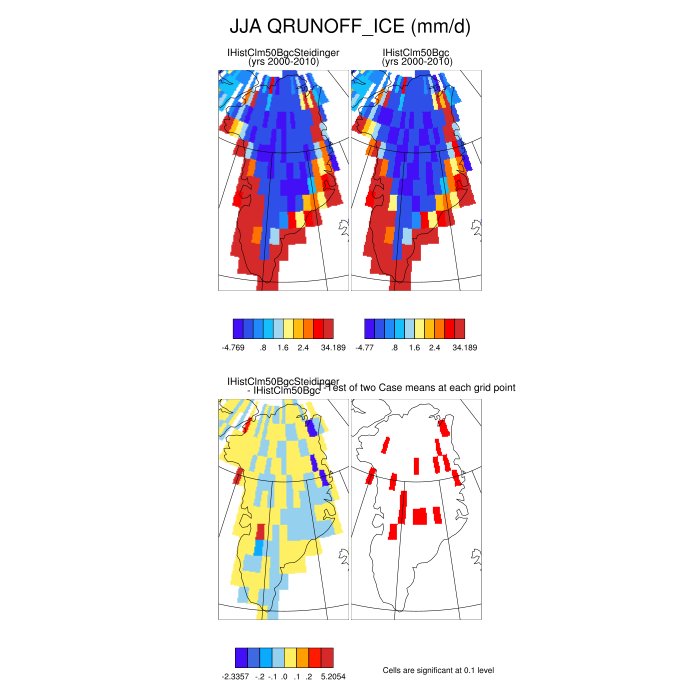 JJA QRUNOFF_ICE (mm/d)
IHistClm50BgcSteidinger
(yrs 2000-2010)
IHistClm50Bgc
(yrs 2000-2010)
-4.769 .8 1.6 2.4 34.189
-4.77 .8 1.6 2.4 34.189
IHistClm50BgcSteidinger
- IHistClm50Bgc
-Test of two Case means at each grid point
-2.3357 -.2 -.1 .0 .1 .2 5.2054
Cells are significant at 0.1 level